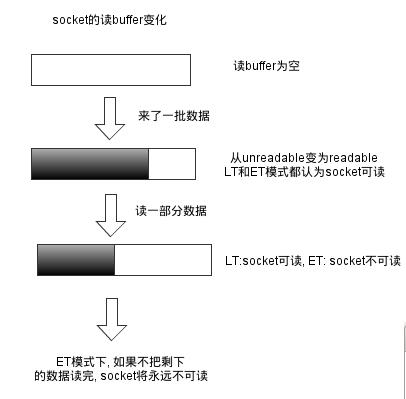 socket的读buffer变化
读buffer为空
来了一批数据
从unreadable变为readable
LT和ET模式都认为socket可读
读一部分数据
LT:socket可读, ET: socket不可读
ET模式下, 如果不把剩下
的数据读完, socket将永远不可读